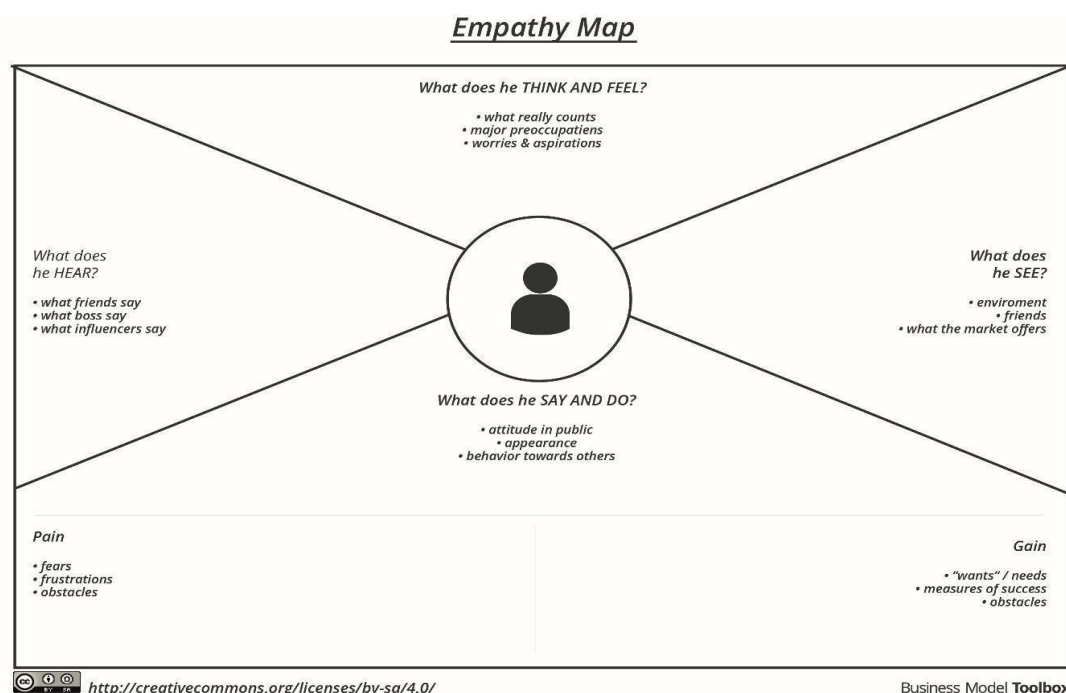 Empathy Map
What does he THINK AND FEEL?
• what really counts
• major preoccupatiens
• worries & aspirations
What does
he HEAR?
• what friends say
• what boss say
• what influencers say
What does
he SEE?
• enviroment
• friends
• what the market offers
What does he SAY AND DO?
• attitude in public
• appearance
• behavior towards others
Pain
• fears
• frustrations
• obstacles
Gain
• “wants” / needs
• measures of success
• obstacles
cc BY SA
http://creativecommons.org/licenses/by-sa/4.0/
Business Model Toolbox